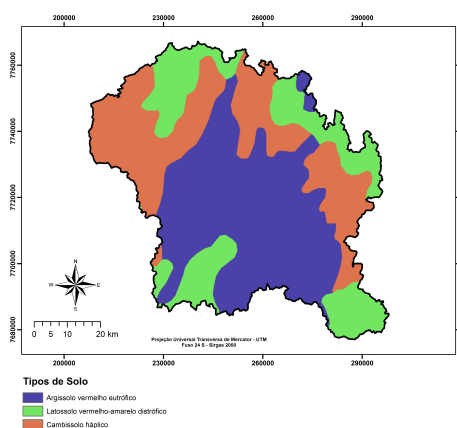 200000 230000 260000 290000
7760000
7740000
7720000
7700000
7680000
N
W E
S
0 5 10 20 km
Projeção Universal Transversa de Mercator - UTM
Fuso 24 S - Sirgas 2000
200000 230000 260000 290000
Tipos de Solo
Argissolo vermelho eutrófico
Latossolo vermelho-amarelo distrófico
Cambissolo háplico